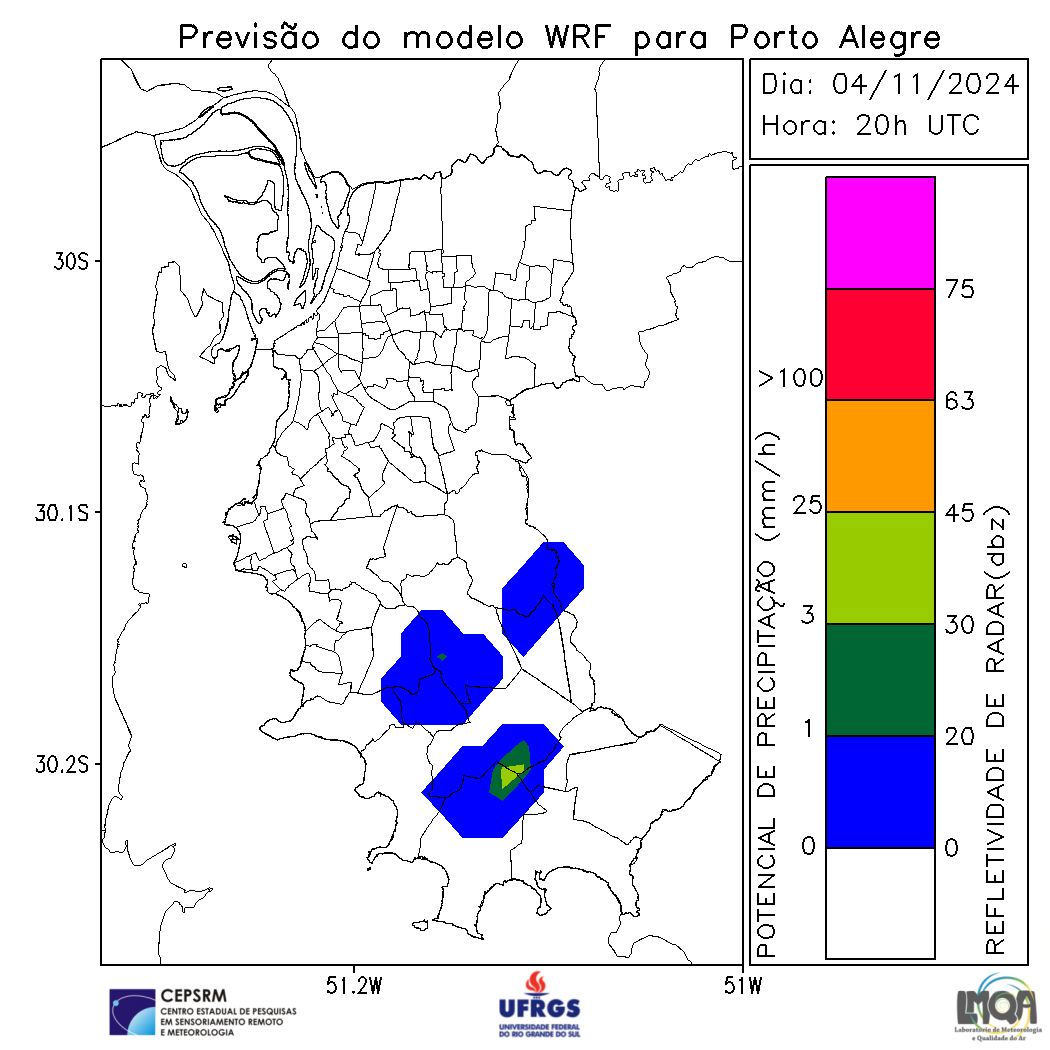 Previsão do modelo WRF para Porto Alegre
Dia: 04/11/2024
Hora: 20h UTC
30S
30.1S
30.2S
51.2W
51W
POTENCIAL DE PRECIPITAÇÃO (mm/h)
>100
25
3
1
0
75
63
45
30
20
0
REFLETIVIDADE DE RADAR(dbz)
CEPSRM
CENTRO ESTADUAL DE PESQUISAS
EM SENSORIAMENTO REMOTO
E METEOROLOGIA
UFRGS
UNIVERSIDADE FEDERAL
DO RIO GRANDE DO SUL
LMQA
Laboratório de Meteorologia
e Qualidade do Ar